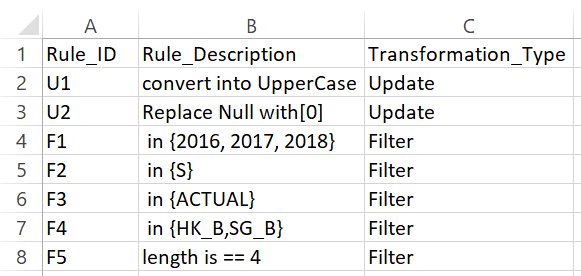 A B C
1 Rule_ID Rule_Description Transformation_Type
2 U1 convert into UpperCase Update
3 U2 Replace Null with[0] Update
4 F1 in {2016, 2017, 2018} Filter
5 F2 in {S} Filter
6 F3 in {ACTUAL} Filter
7 F4 in {HK_B,SG_B} Filter
8 F5 length is == 4 Filter